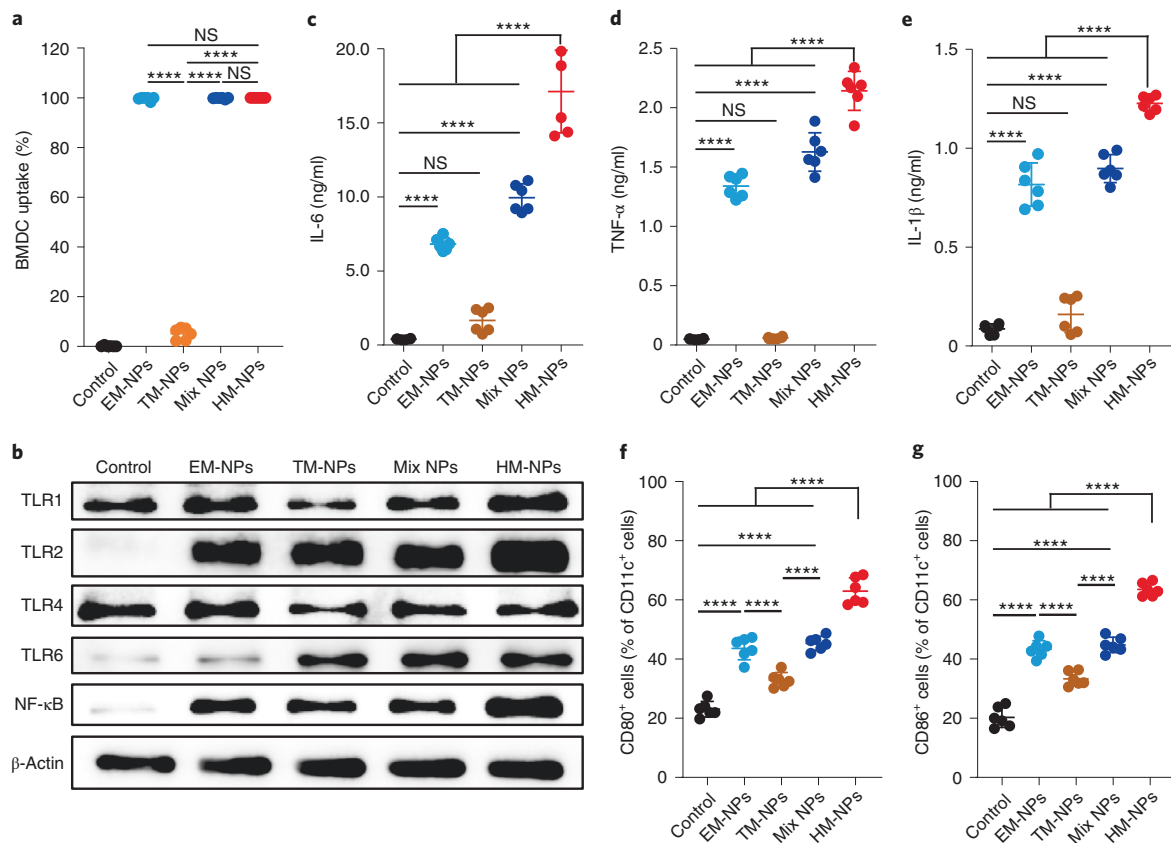 a
NS
****
**** **** NS
120
100
80
60
40
20
0
BMDC uptake (%)
Control
EM-NPs
TM-NPs
Mix NPs
HM-NPs
c
****
****
NS
****
20.0
15.0
10.0
5.0
0
IL-6 (ng/ml)
Control
EM-NPs
TM-NPs
Mix NPs
HM-NPs
d
****
****
NS
****
2.5
2.0
1.5
1.0
0.5
0
TNF-α (ng/ml)
Control
EM-NPs
TM-NPs
Mix NPs
HM-NPs
e
****
****
NS
****
1.5
1.0
0.5
0
IL-1β (ng/ml)
Control
EM-NPs
TM-NPs
Mix NPs
HM-NPs
b
Control EM-NPs TM-NPs Mix NPs HM-NPs
TLR1
TLR2
TLR4
TLR6
NF-κB
β-Actin
f
****
****
****
**** ****
100
80
60
40
20
0
CD80+ cells (% of CD11c+ cells)
Control
EM-NPs
TM-NPs
Mix NPs
HM-NPs
g
****
****
****
**** ****
100
80
60
40
20
0
CD86+ cells (% of CD11c+ cells)
Control
EM-NPs
TM-NPs
Mix NPs
HM-NPs